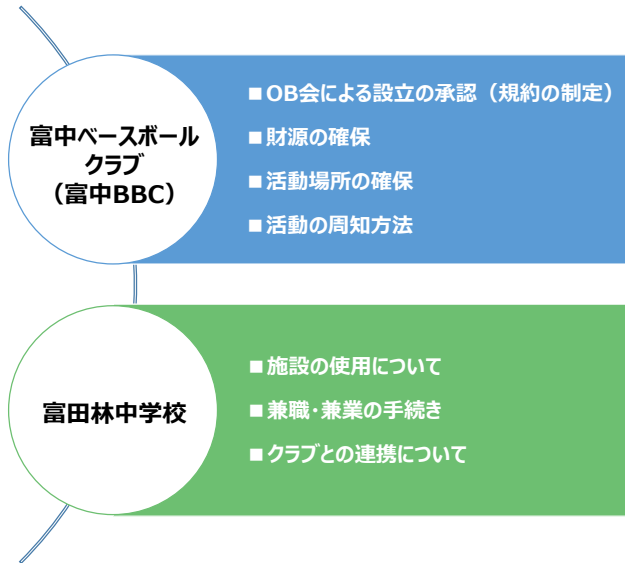 富中ベースボール
クラブ
（富中BBC）
■OB会による設立の承認（規約の制定）
■財源の確保
■活動場所の確保
■活動の周知方法
富田林中学校
■施設の使用について
■兼職・兼業の手続き
■クラブとの連携について